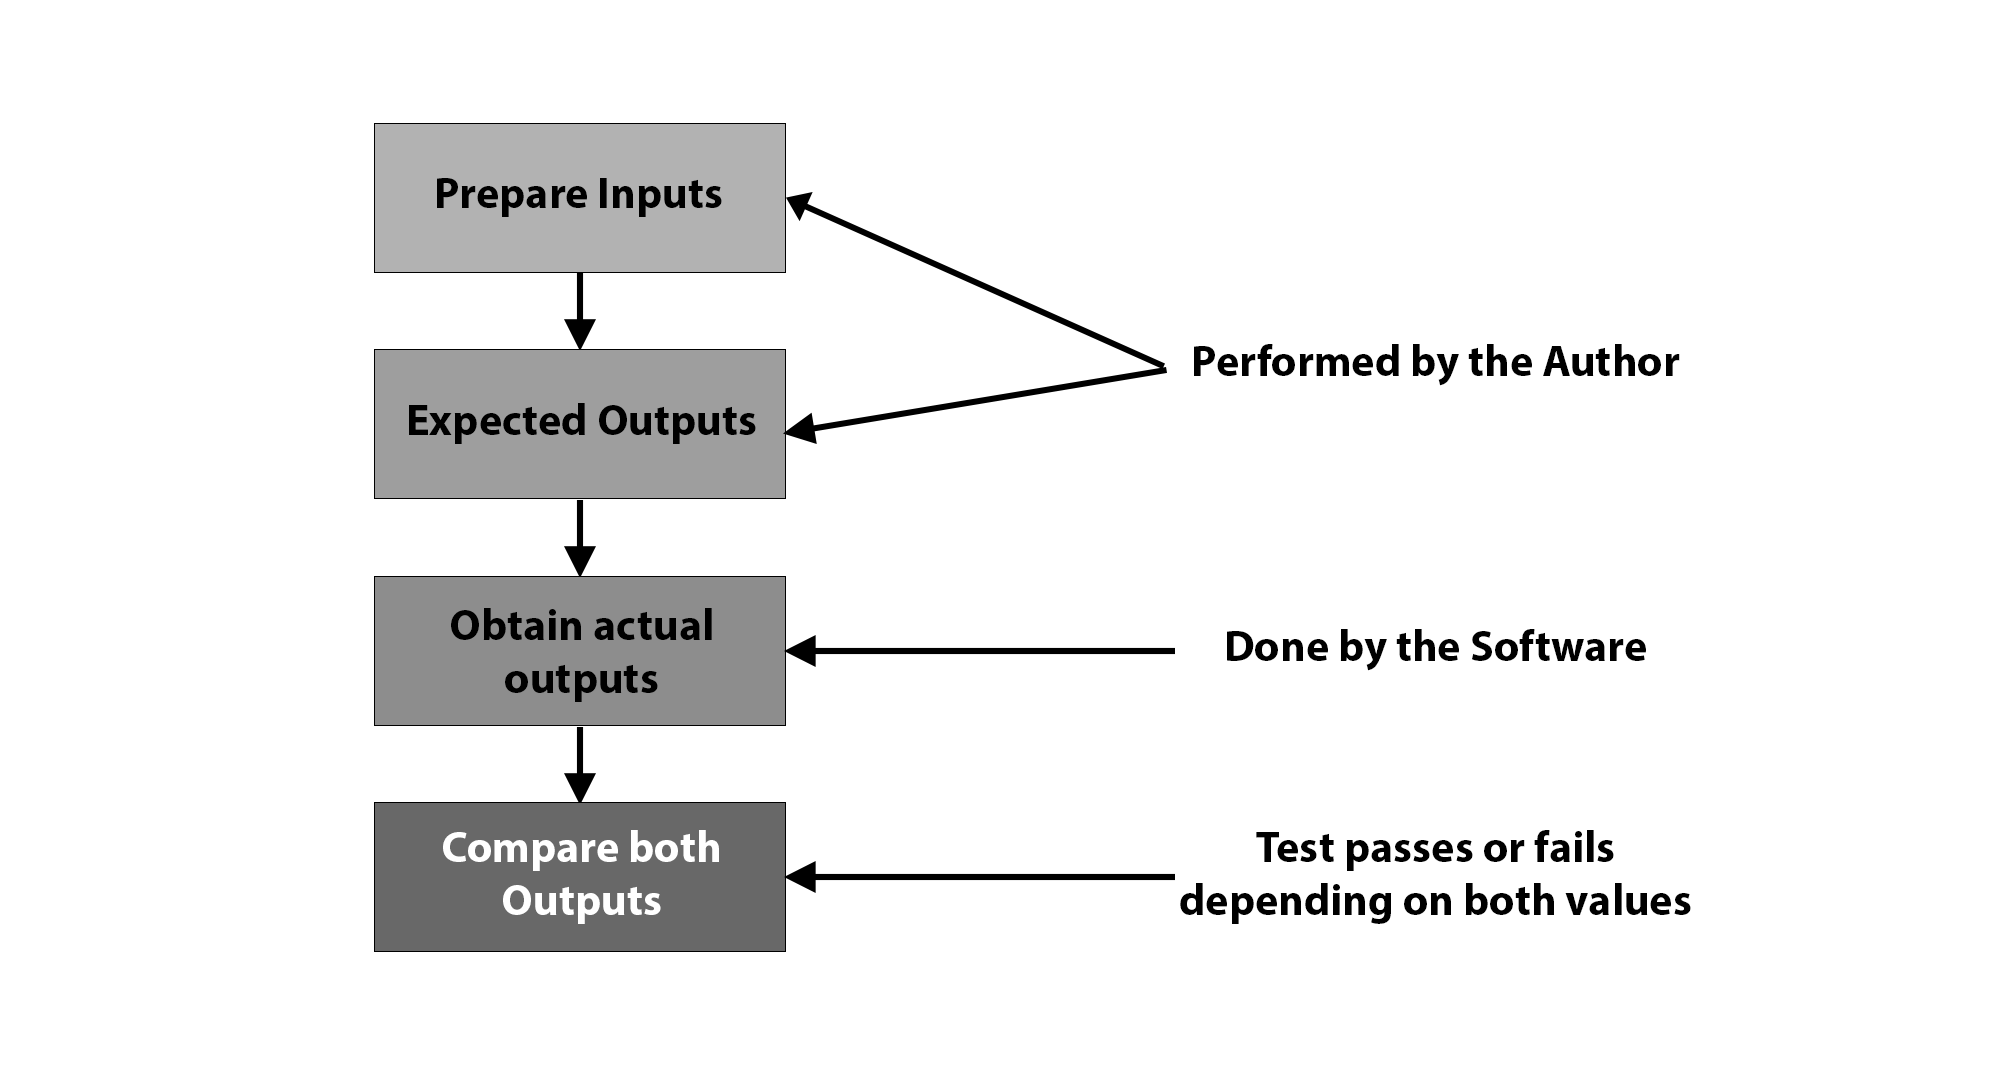 Prepare Inputs
Expected Outputs
Performed by the Author
Obtain actual
outputs
Done by the Software
Compare both
Outputs
Test passes or fails
depending on both values